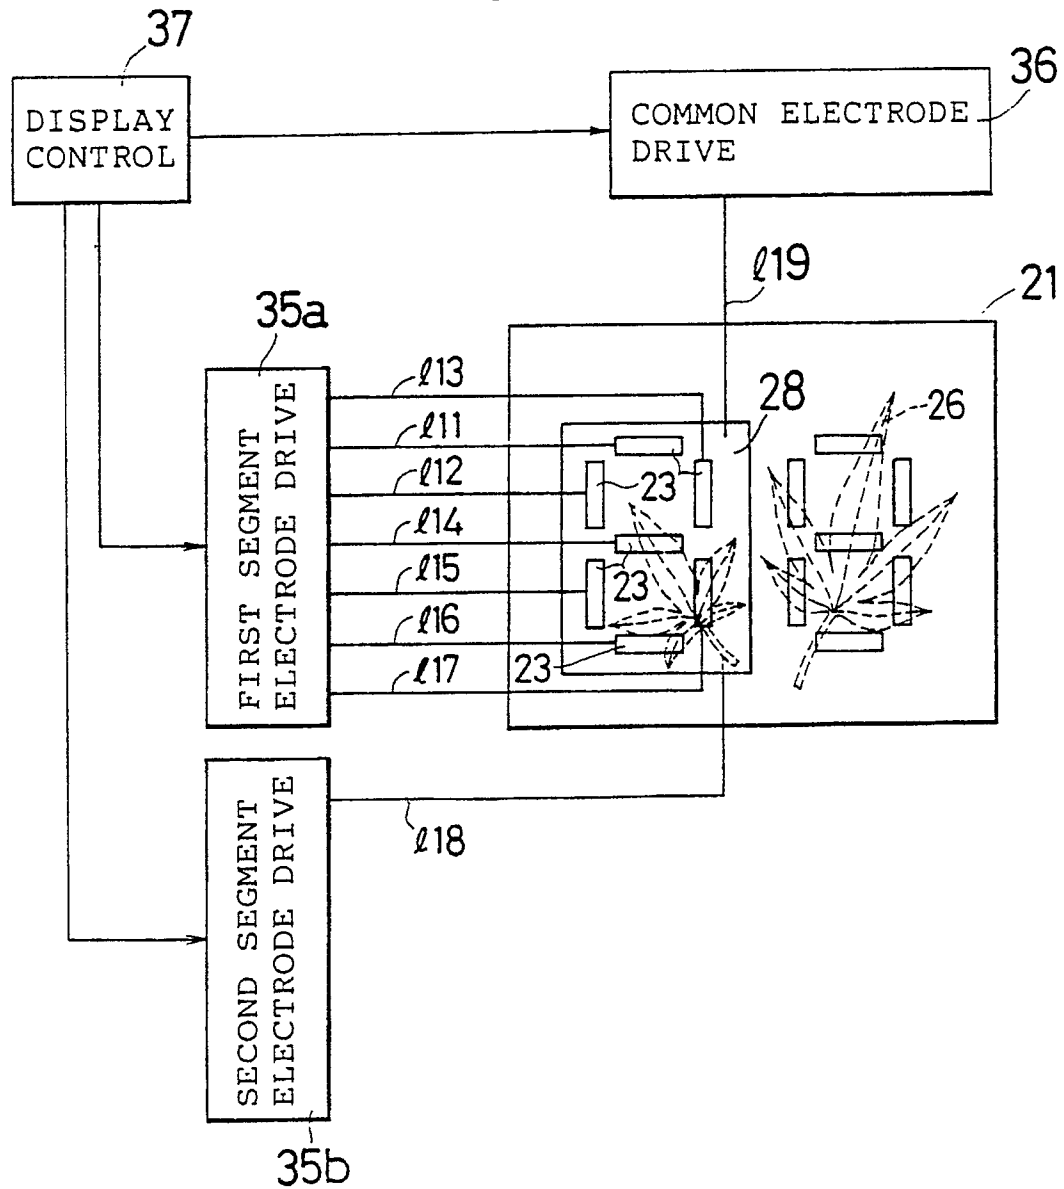 37
DISPLAY
CONTROL
36
COMMON ELECTRODE
DRIVE
ℓ19
21
35a
FIRST SEGMENT
ELECTRODE DRIVE
ℓ13
ℓ11
ℓ12
ℓ14
ℓ15
ℓ16
ℓ17
28
26
23
23
23
SECOND SEGMENT
ELECTRODE DRIVE
ℓ18
35b